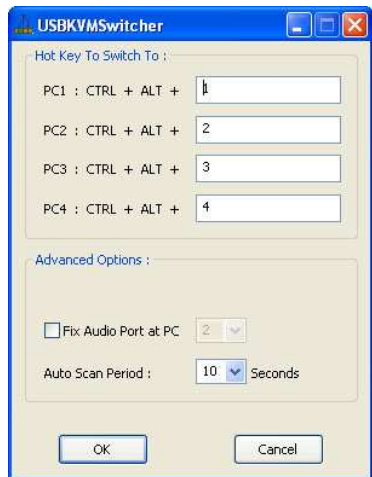 USBKVMSwitcher
Hot Key To Switch To :
PC1 : CTRL + ALT + 1
PC2 : CTRL + ALT + 2
PC3 : CTRL + ALT + 3
PC4 : CTRL + ALT + 4
Advanced Options :
Fix Audio Port at PC 2
Auto Scan Period : 10 Seconds
OK Cancel